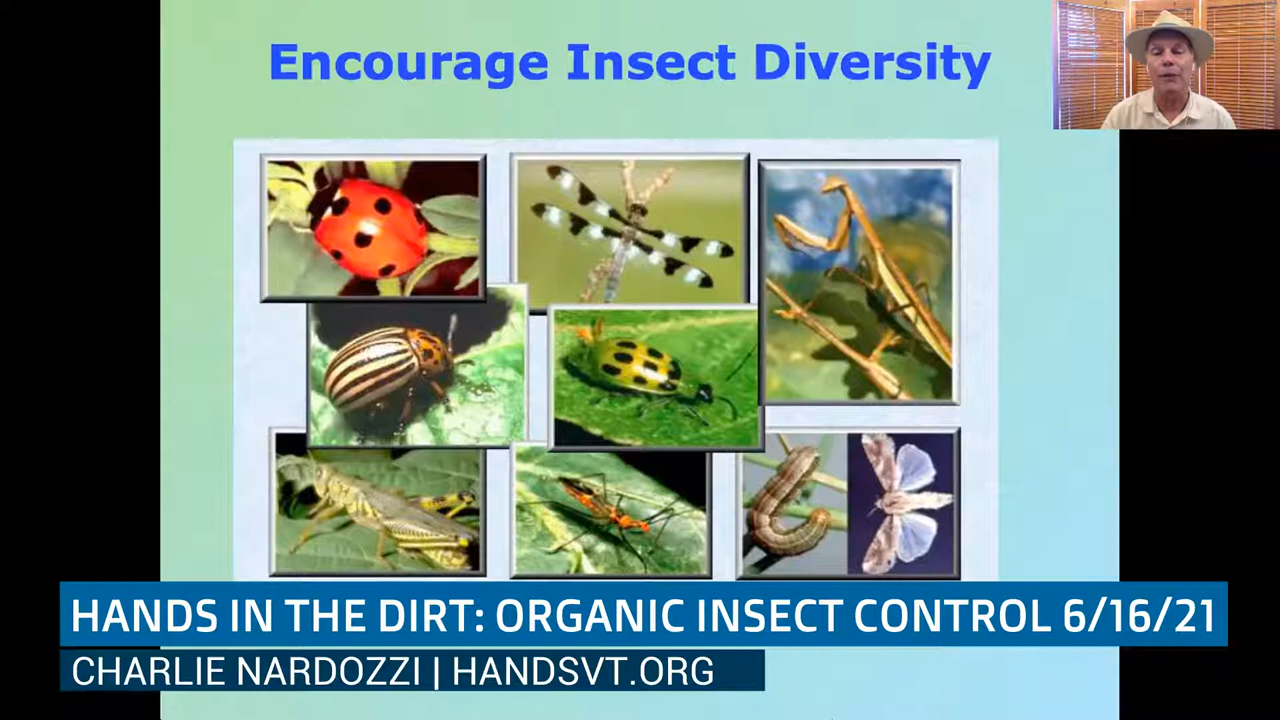 Encourage Insect Diversity
HANDS IN THE DIRT: ORGANIC INSECT CONTROL 6/16/21
CHARLIE NARDOZZI | HANDSVT.ORG